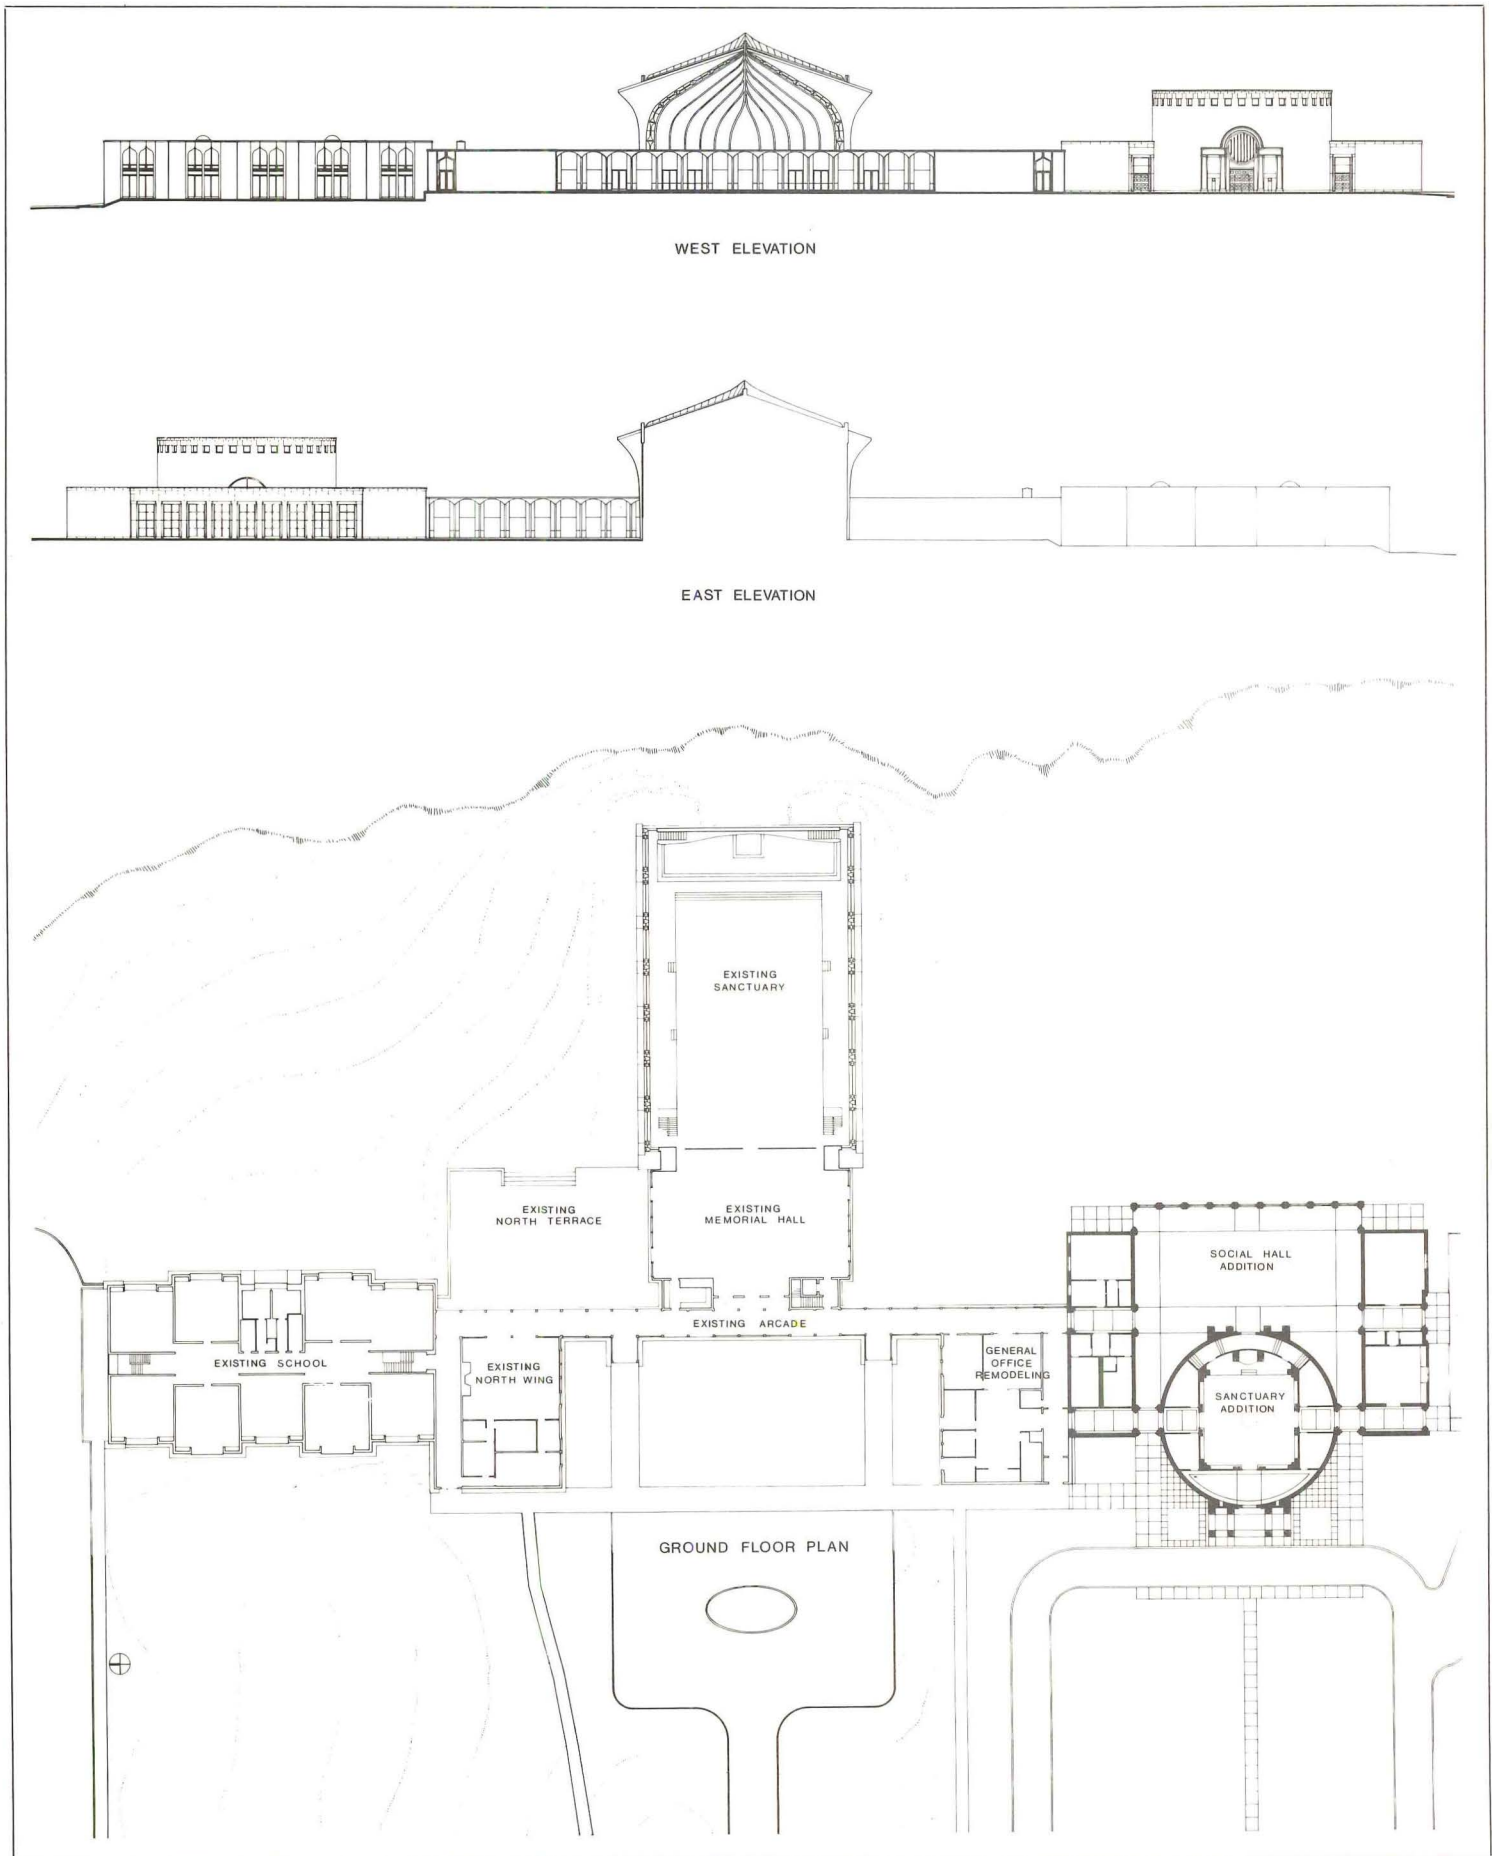 WEST ELEVATION
EAST ELEVATION
EXISTING
SANCTUARY
EXISTING
NORTH TERRACE
EXISTING
MEMORIAL HALL
SOCIAL HALL
ADDITION
EXISTING ARCADE
EXISTING SCHOOL
EXISTING
NORTH WING
GENERAL
OFFICE
REMODELING
SANCTUARY
ADDITION
GROUND FLOOR PLAN